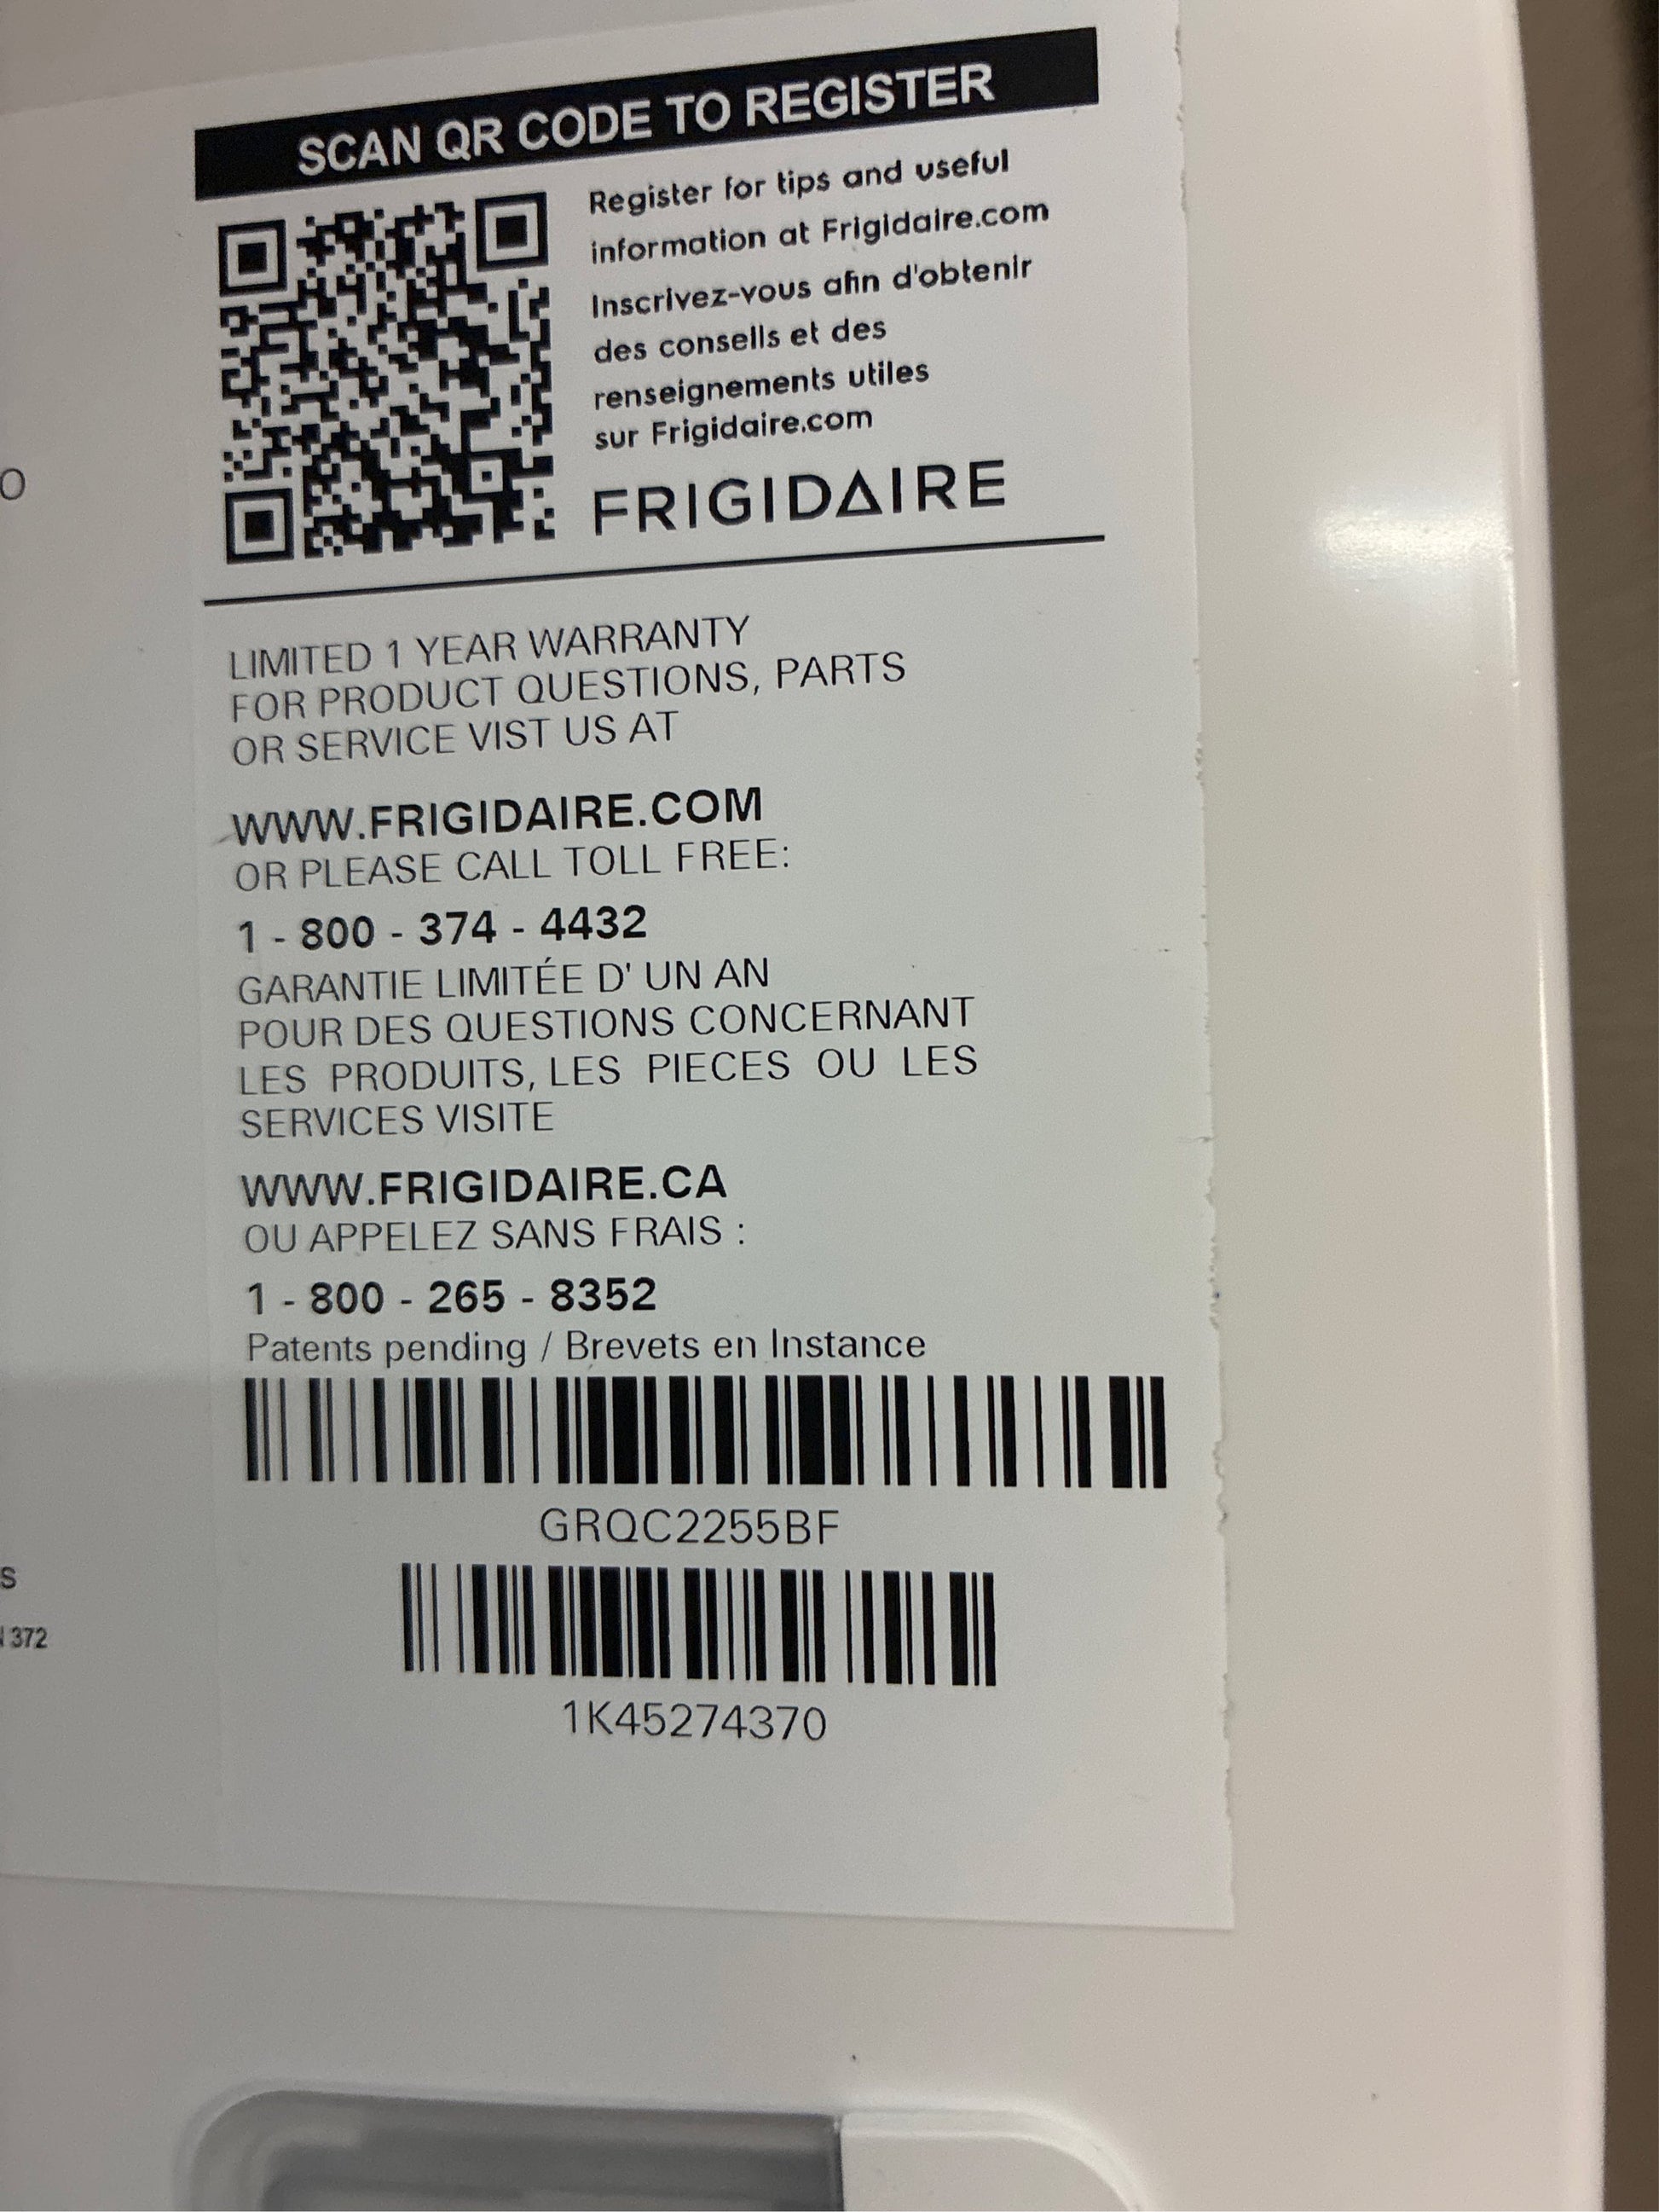 SCAN QR CODE TO REGISTER
Register for tips and useful
information at Frigidaire.com
Inscrivez-vous afin d'obtenir
des conseils et des
renseignements utiles
sur Frigidaire.com
FRIGIDAIRE
LIMITED 1 YEAR WARRANTY
FOR PRODUCT QUESTIONS, PARTS
OR SERVICE VIST US AT
WWW.FRIGIDAIRE.COM
OR PLEASE CALL TOLL FREE:
1 - 800 - 374 - 4432
GARANTIE LIMITÉE D' UN AN
POUR DES QUESTIONS CONCERNANT
LES PRODUITS, LES PIECES OU LES
SERVICES VISITE
WWW.FRIGIDAIRE.CA
OU APPELEZ SANS FRAIS :
1 - 800 - 265 - 8352
Patents pending / Brevets en Instance
GRQC2255BF
1K45274370
O
S
372